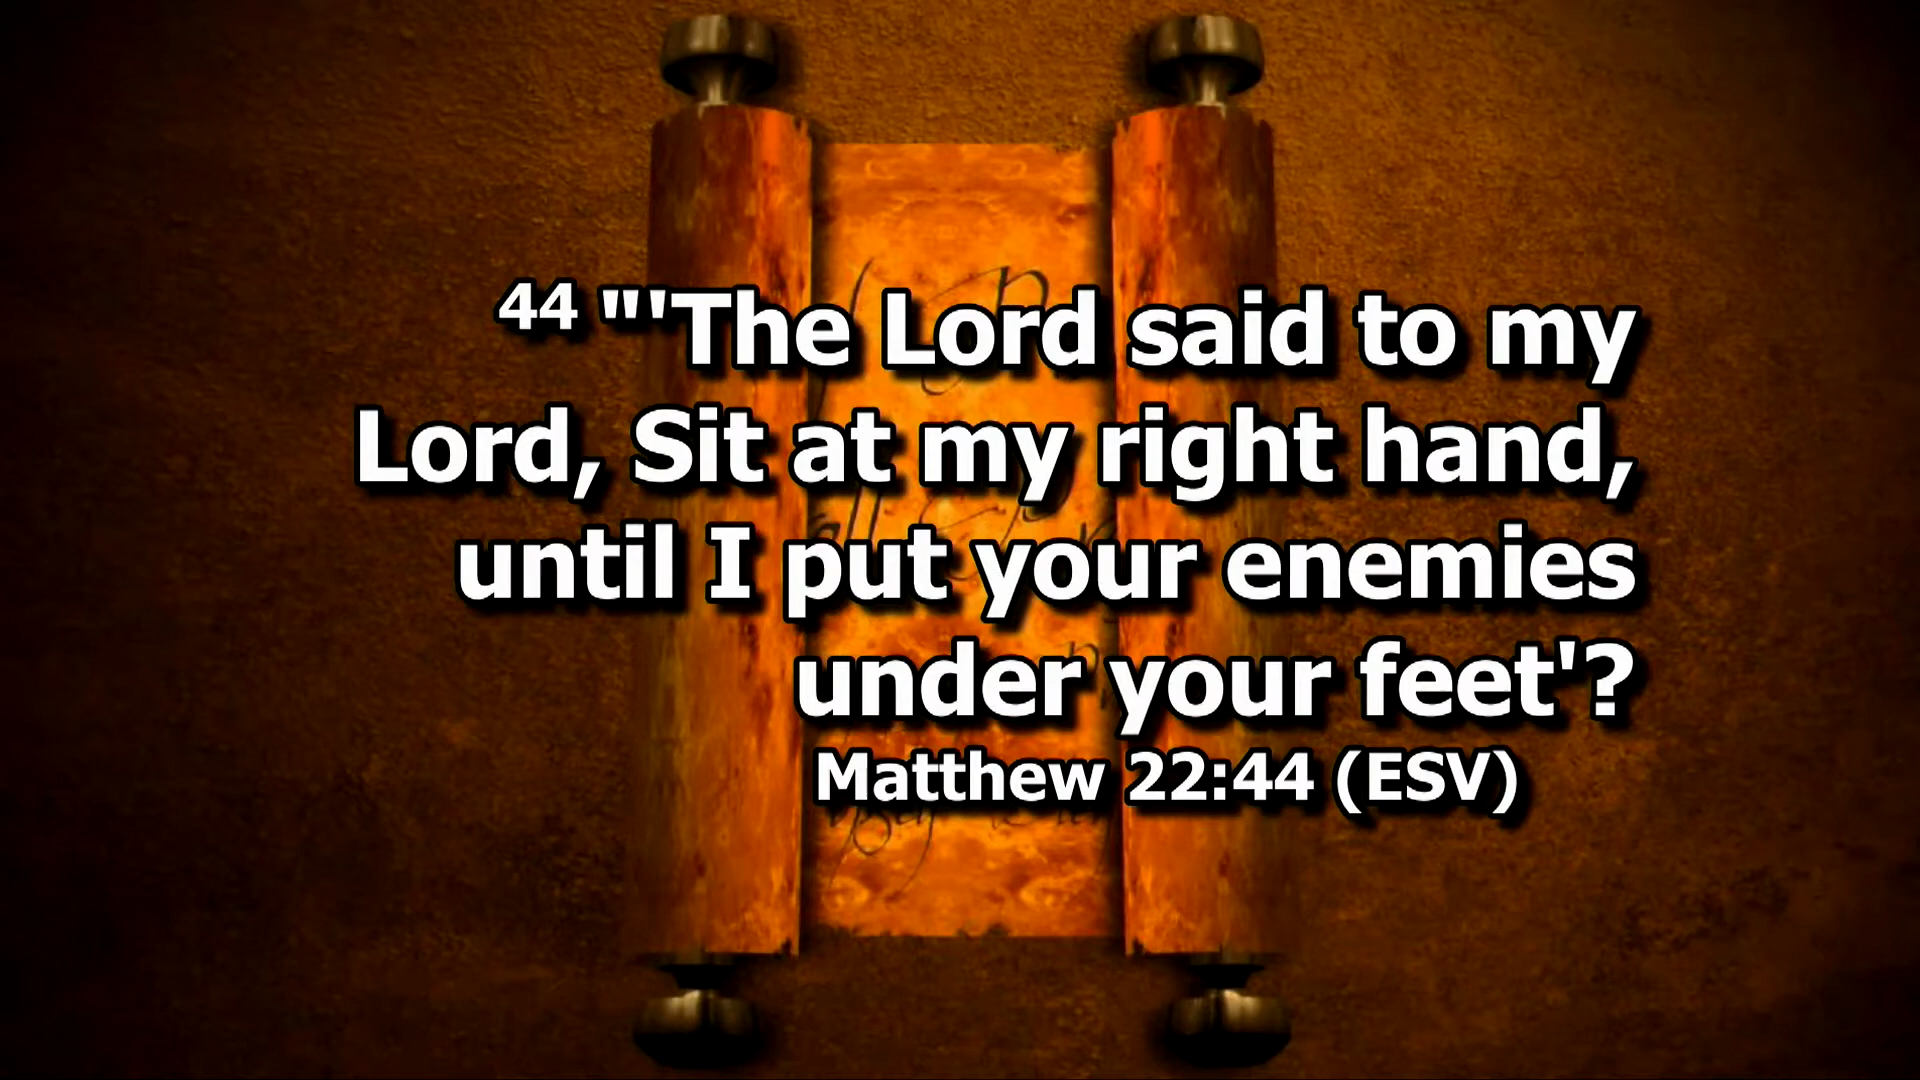 44 "'The Lord said to my
Lord, Sit at my right hand,
until I put your enemies
under your feet'?
Matthew 22:44 (ESV)